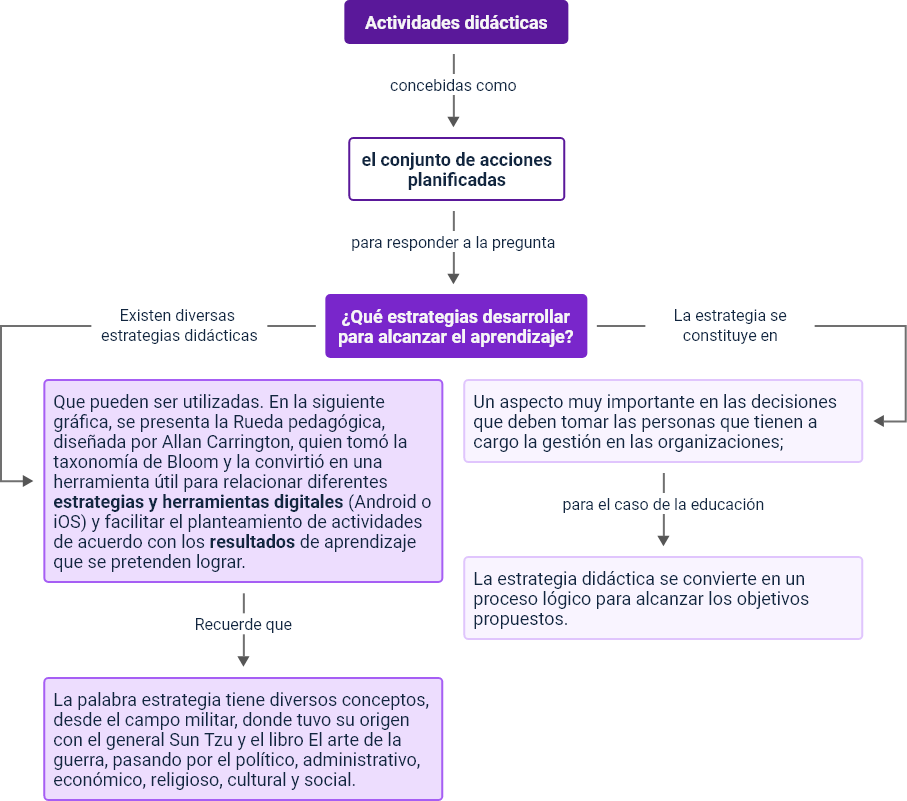 Actividades didácticas
concebidas como
el conjunto de acciones
planificadas
para responder a la pregunta
¿Qué estrategias desarrollar
para alcanzar el aprendizaje?
Existen diversas
estrategias didácticas
Que pueden ser utilizadas. En la siguiente
gráfica, se presenta la Rueda pedagógica,
diseñada por Allan Carrington, quien tomó la
taxonomía de Bloom y la convirtió en una
herramienta útil para relacionar diferentes
estrategias y herramientas digitales (Android o
iOS) y facilitar el planteamiento de actividades
de acuerdo con los resultados de aprendizaje
que se pretenden lograr.
Recuerde que
La palabra estrategia tiene diversos conceptos,
desde el campo militar, donde tuvo su origen
con el general Sun Tzu y el libro El arte de la
guerra, pasando por el político, administrativo,
económico, religioso, cultural y social.
La estrategia se
constituye en
Un aspecto muy importante en las decisiones
que deben tomar las personas que tienen a
cargo la gestión en las organizaciones;
para el caso de la educación
La estrategia didáctica se convierte en un
proceso lógico para alcanzar los objetivos
propuestos.